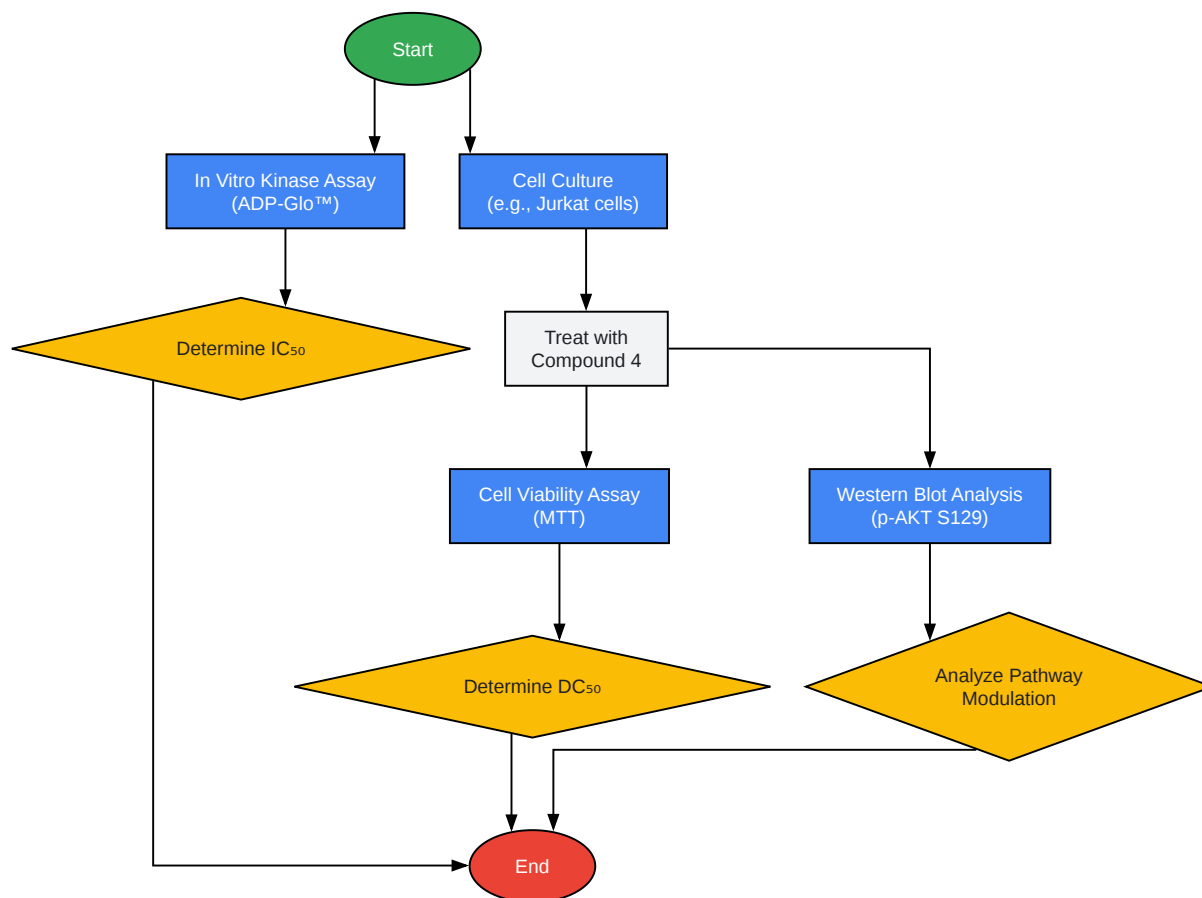 Start
In Vitro Kinase Assay
(ADP-Glo™)
Cell Culture
(e.g., Jurkat cells)
Determine IC₅₀
Treat with
Compound 4
Cell Viability Assay
(MTT)
Western Blot Analysis
(p-AKT S129)
Determine DC₅₀
Analyze Pathway
Modulation
End